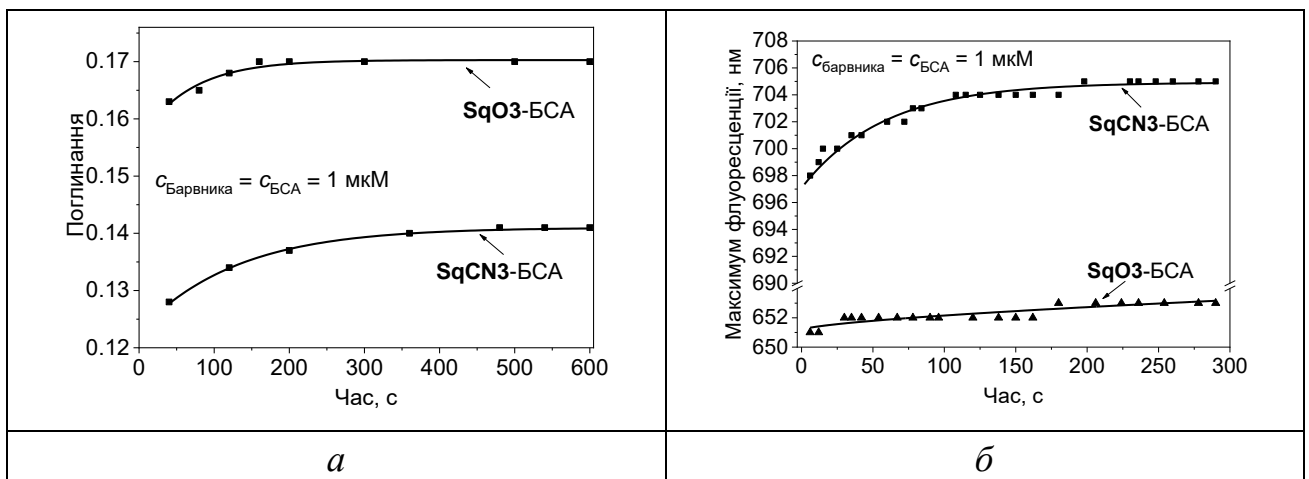 0.17
0.16
0.15
0.14
0.13
0.12
Поглинання
SqO3-БСА
cБарвника = cБСА = 1 мкМ
SqCN3-БСА
0 100 200 300 400 500 600
Час, с
а
708
706
704
702
700
698
696
694
692
690
652
650
Максимум флуоресценції, нм
cбарвника = cБСА = 1 мкМ
SqCN3-БСА
SqO3-БСА
0 50 100 150 200 250 300
Час, с
б